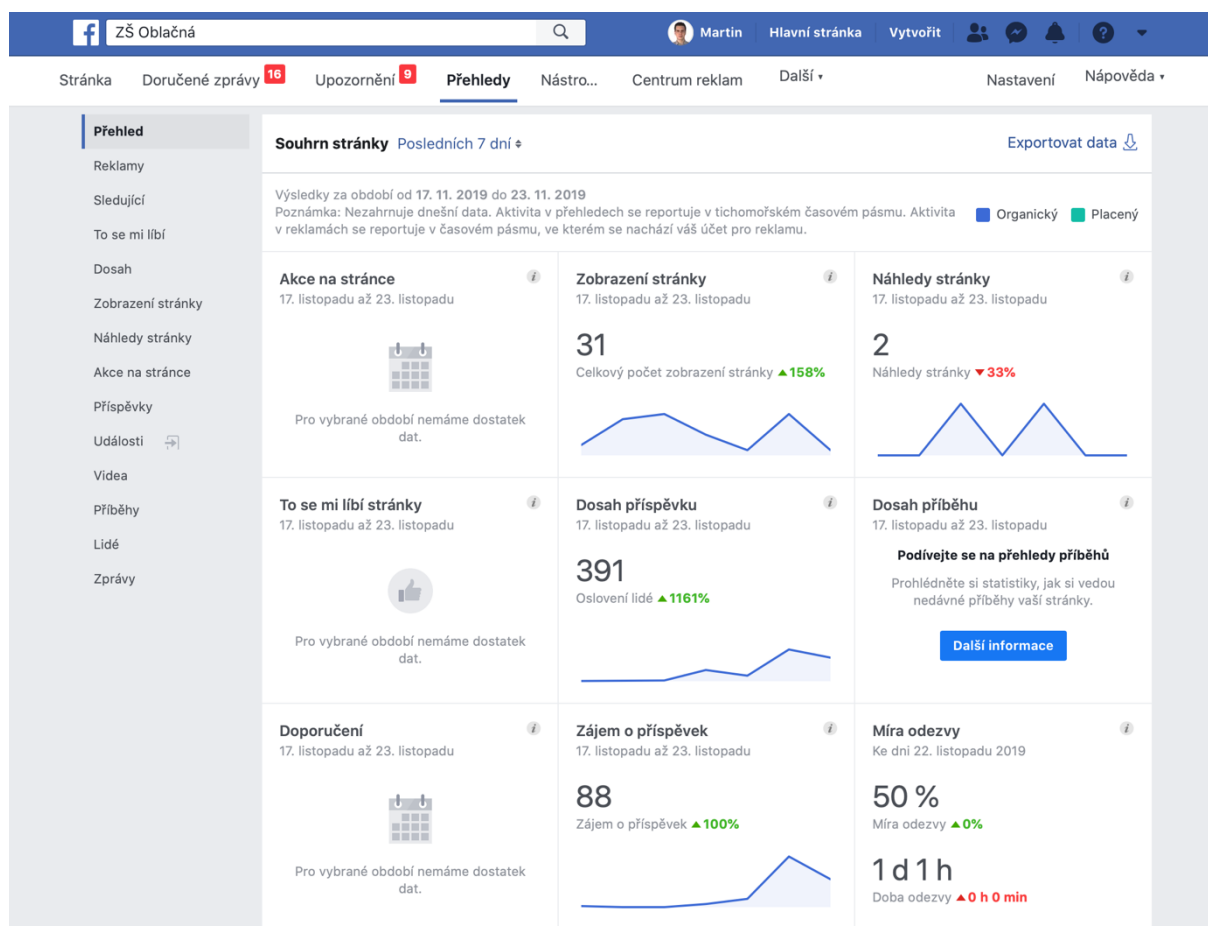 ZŠ Oblačná
Martin
Hlavní stránka
Vytvořit
Stránka
Doručené zprávy 16
Upozornění 9
Přehledy
Nástro...
Centrum reklam
Další
Nastavení
Nápověda
Přehled
Reklamy
Sledující
To se mi líbí
Dosah
Zobrazení stránky
Náhledy stránky
Akce na stránce
Příspěvky
Události
Videa
Příběhy
Lidé
Zprávy
Souhrn stránky Posledních 7 dní
Exportovat data
Výsledky za období od 17. 11. 2019 do 23. 11. 2019
Poznámka: Nezahrnuje dnešní data. Aktivita v přehledech se reportuje v tichomořském časovém pásmu. Aktivita
v reklamách se reportuje v časovém pásmu, ve kterém se nachází váš účet pro reklamu.
Organický
Placený
Akce na stránce
17. listopadu až 23. listopadu
Pro vybrané období nemáme dostatek
dat.
Zobrazení stránky
17. listopadu až 23. listopadu
31
Celkový počet zobrazení stránky ▲158%
Náhledy stránky
17. listopadu až 23. listopadu
2
Náhledy stránky ▼33%
To se mi líbí stránky
17. listopadu až 23. listopadu
Pro vybrané období nemáme dostatek
dat.
Dosah příspěvku
17. listopadu až 23. listopadu
391
Oslovení lidé ▲1161%
Dosah příběhu
17. listopadu až 23. listopadu
Podívejte se na přehledy příběhů
Prohlédněte si statistiky, jak si vedou
nedávné příběhy vaší stránky.
Další informace
Doporučení
17. listopadu až 23. listopadu
Pro vybrané období nemáme dostatek
dat.
Zájem o příspěvek
17. listopadu až 23. listopadu
88
Zájem o příspěvek ▲100%
Míra odezvy
Ke dni 22. listopadu 2019
50 %
Míra odezvy ▲0%
1 d 1 h
Doba odezvy ▲0 h 0 min